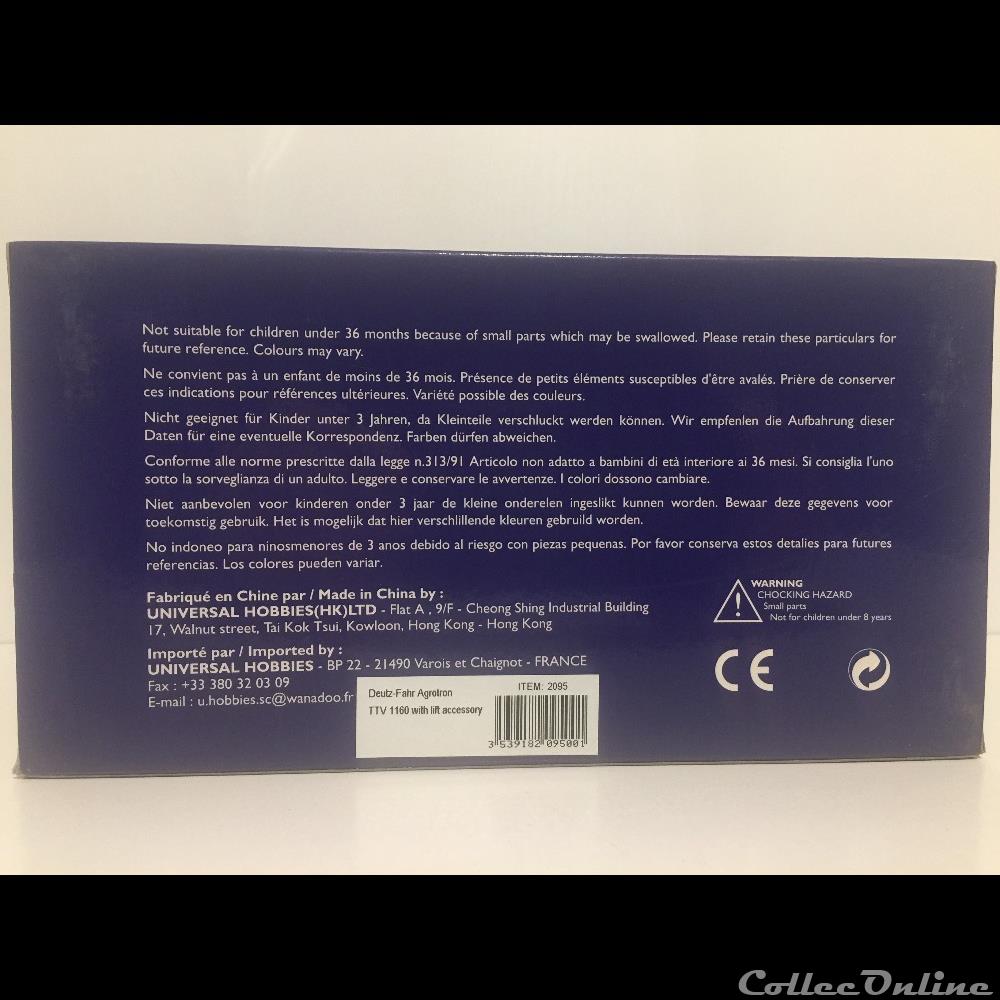 Not suitable for children under 36 months because of small parts which may be swallowed. Please retain these particulars for
future reference. Colours may vary.
Ne convient pas à un enfant de moins de 36 mois. Présence de petits éléments susceptibles d'être avalés. Prière de conserver
ces indications pour références ultérieures. Variété possible des couleurs.
Nicht geeignet für Kinder unter 3 Jahren, da Kleinteile verschluckt werden können. Wir empfenlen die Aufbahrung dieser
Daten für eine eventuelle Korrespondenz. Farben dürfen abweichen.
Conforme alle norme prescritte dalla legge n.313/91 Articolo non adatto a bambini di età interiore ai 36 mesi. Si consiglia l'uno
sotto la sorveglianza di un adulto. Leggere e conservare le avvertenze. I colori dossono cambiare.
Niet aanbevolen voor kinderen onder 3 jaar de kleine onderelen ingeslikt kunnen worden. Bewaar deze gegevens voor
toekomstig gebruik. Het is mogelijk dat hier verschlillende kleuren gebruild worden.
No indoneo para ninosmenores de 3 anos debido al riesgo con piezas pequenas. Por favor conserva estos detalies para futures
referencias. Los colores pueden variar.
Fabriqué en Chine par / Made in China by :
UNIVERSAL HOBBIES(HK)LTD - Flat A , 9/F - Cheong Shing Industrial Building
17, Walnut street, Tai Kok Tsui, Kowloon, Hong Kong - Hong Kong
Importé par / Imported by :
UNIVERSAL HOBBIES - BP 22 - 21490 Varois et Chaignot - FRANCE
Fax : +33 380 32 03 09
E-mail : u.hobbies.sc@wanadoo.fr
WARNING
CHOCKING HAZARD
Small parts
Not for children under 8 years
CE
Deutz-Fahr Agrotron
TTV 1160 with lift accessory
ITEM: 2095
3 539182 095001
CollecOnline